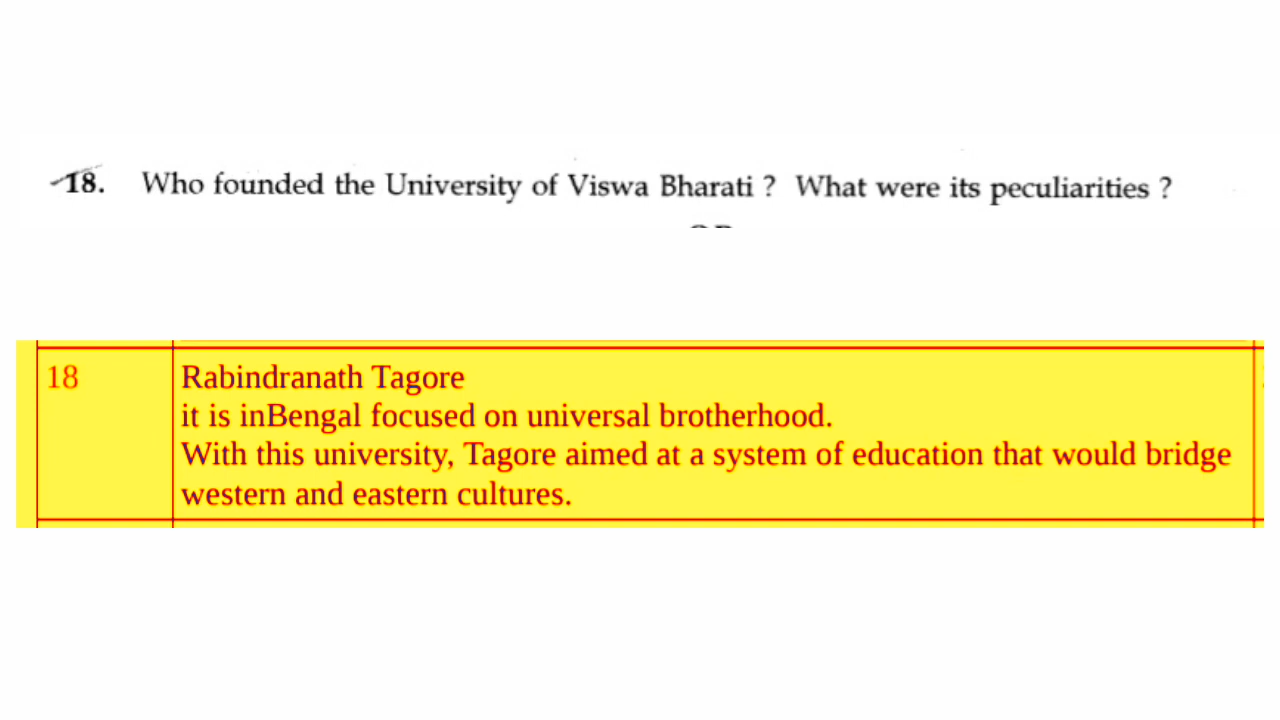 18. Who founded the University of Viswa Bharati ? What were its peculiarities ?
18
Rabindranath Tagore
it is inBengal focused on universal brotherhood.
With this university, Tagore aimed at a system of education that would bridge
western and eastern cultures.